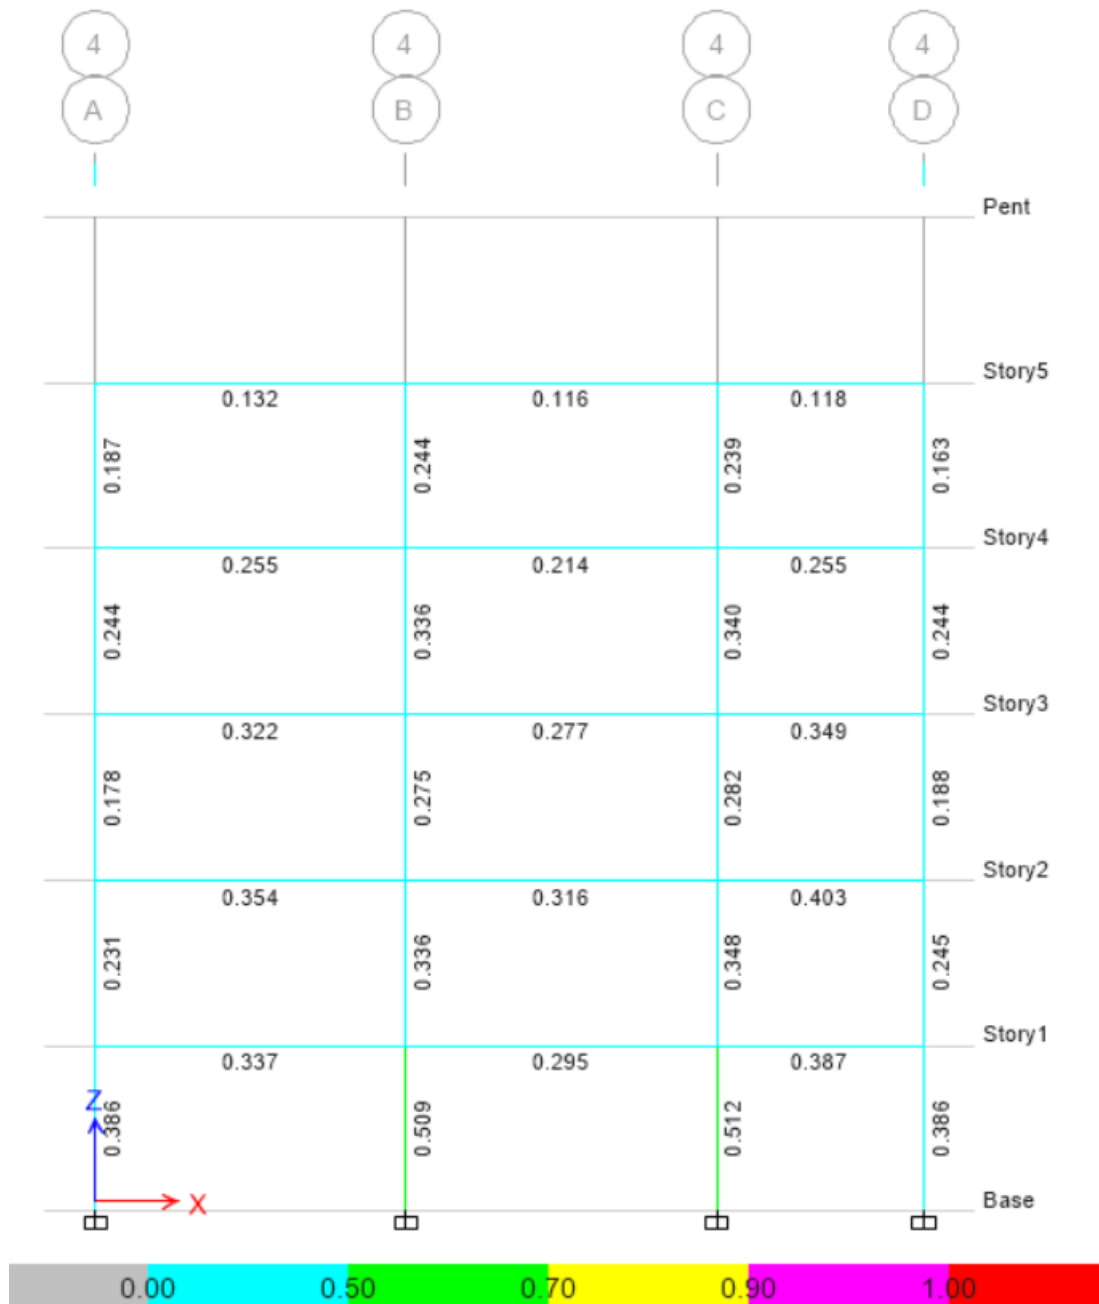 4 4 4 4
A B C D
Pent
Story5
0.132 0.116 0.118
0.187 0.244 0.239 0.163
Story4
0.255 0.214 0.255
0.244 0.336 0.340 0.244
Story3
0.322 0.277 0.349
0.178 0.275 0.282 0.188
Story2
0.354 0.316 0.403
0.231 0.336 0.348 0.245
Story1
0.337 0.295 0.387
Z
0.386 0.509 0.512 0.386
X
Base
0.00 0.50 0.70 0.90 1.00